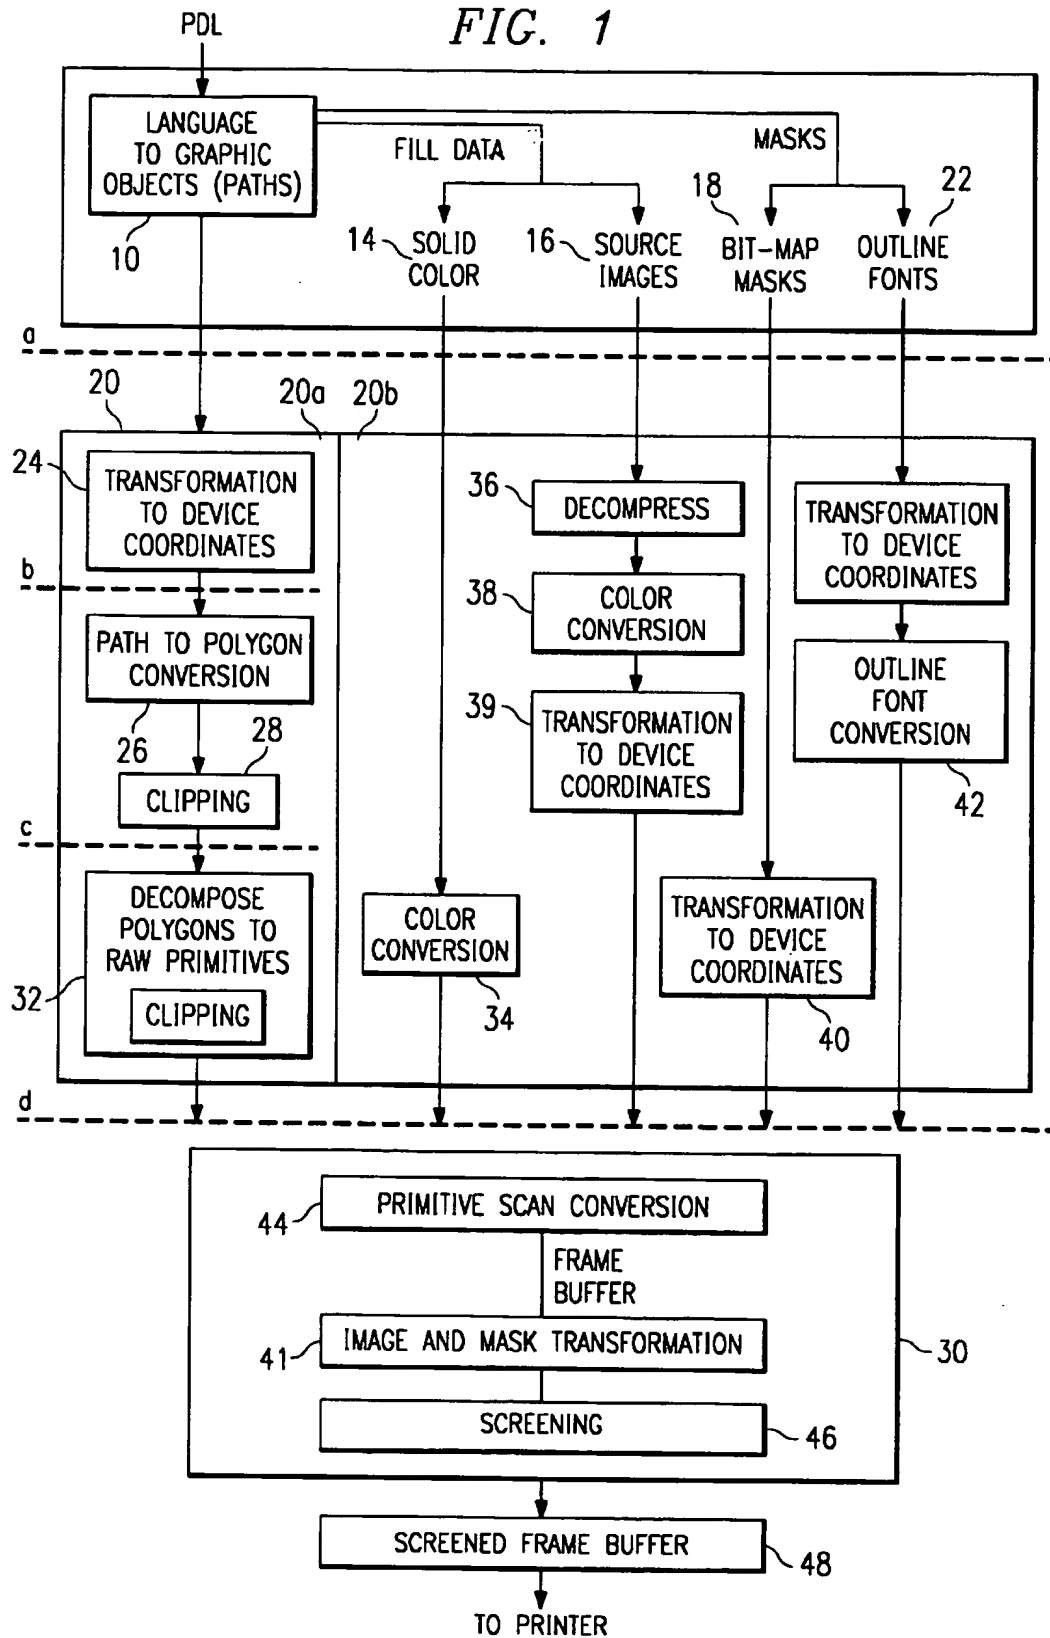 FIG. 1
PDL
LANGUAGE
TO GRAPHIC
OBJECTS (PATHS)
10
FILL DATA
MASKS
14
SOLID
COLOR
16
SOURCE
IMAGES
18
BIT-MAP
MASKS
22
OUTLINE
FONTS
a
20
20a
20b
24
TRANSFORMATION
TO DEVICE
COORDINATES
b
PATH TO POLYGON
CONVERSION
26
28
CLIPPING
c
DECOMPOSE
POLYGONS TO
RAW PRIMITIVES
32
CLIPPING
COLOR
CONVERSION
34
36
DECOMPRESS
38
COLOR
CONVERSION
39
TRANSFORMATION
TO DEVICE
COORDINATES
TRANSFORMATION
TO DEVICE
COORDINATES
40
TRANSFORMATION
TO DEVICE
COORDINATES
OUTLINE
FONT
CONVERSION
42
d
PRIMITIVE SCAN CONVERSION
44
FRAME
BUFFER
IMAGE AND MASK TRANSFORMATION
41
30
SCREENING
46
SCREENED FRAME BUFFER
48
TO PRINTER